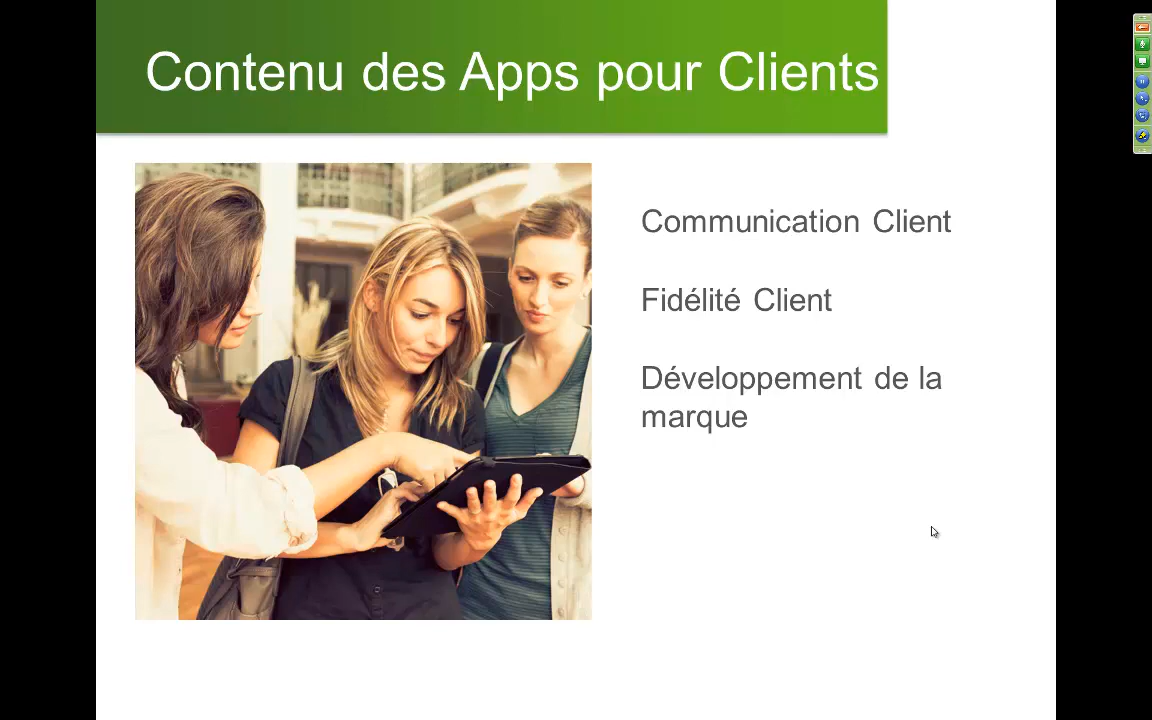 Contenu des Apps pour Clients
Communication Client
Fidélité Client
Développement de la
marque